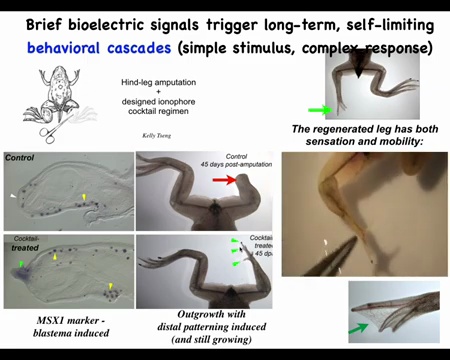 Brief bioelectric signals trigger long-term, self-limiting
behavioral cascades (simple stimulus, complex response)
Hind-leg amputation
+
designed ionophore
cocktail regimen
Kelly Tseng
The regenerated leg has both
sensation and mobility:
Control
Control
45 days post-amputation
Cocktail-
treated
Cocktail
treated
45 dpa
MSX1 marker -
blastema induced
Outgrowth with
distal patterning induced
(and still growing)